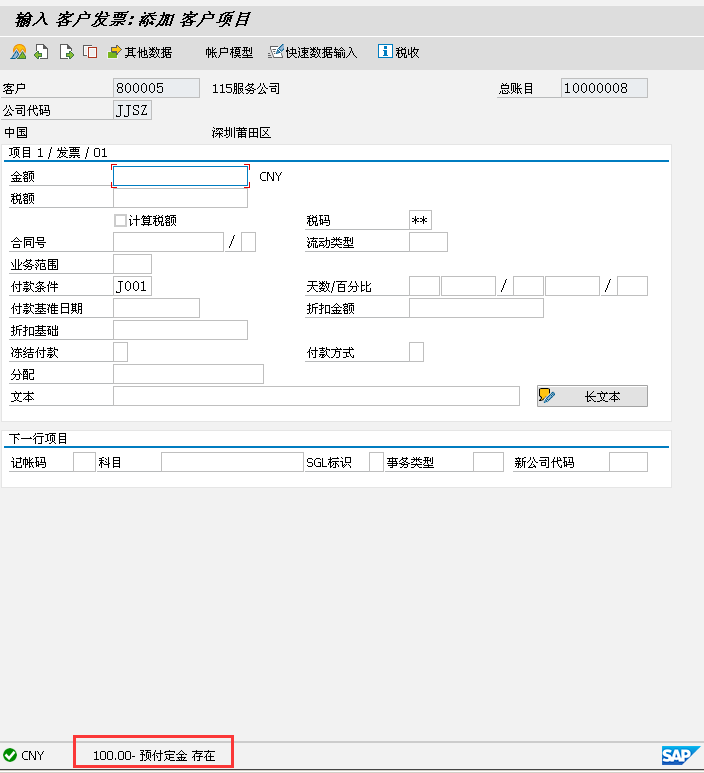 输入 客户发票: 添加 客户项目
其他数据 帐户模型 快速数据输入 税收
客户 800005 115服务公司 总账目 10000008
公司代码 JJSZ
中国 深圳莆田区
项目 1 / 发票 / 01
金额 CNY
税额
计算税额 税码 **
合同号 / 流动类型
业务范围
付款条件 J001 天数/百分比 / /
付款基准日期 折扣金额
折扣基础
冻结付款 付款方式
分配
文本 长文本
下一行项目
记帐码 科目 SGL标识 事务类型 新公司代码
CNY 100.00- 预付定金 存在
SAP